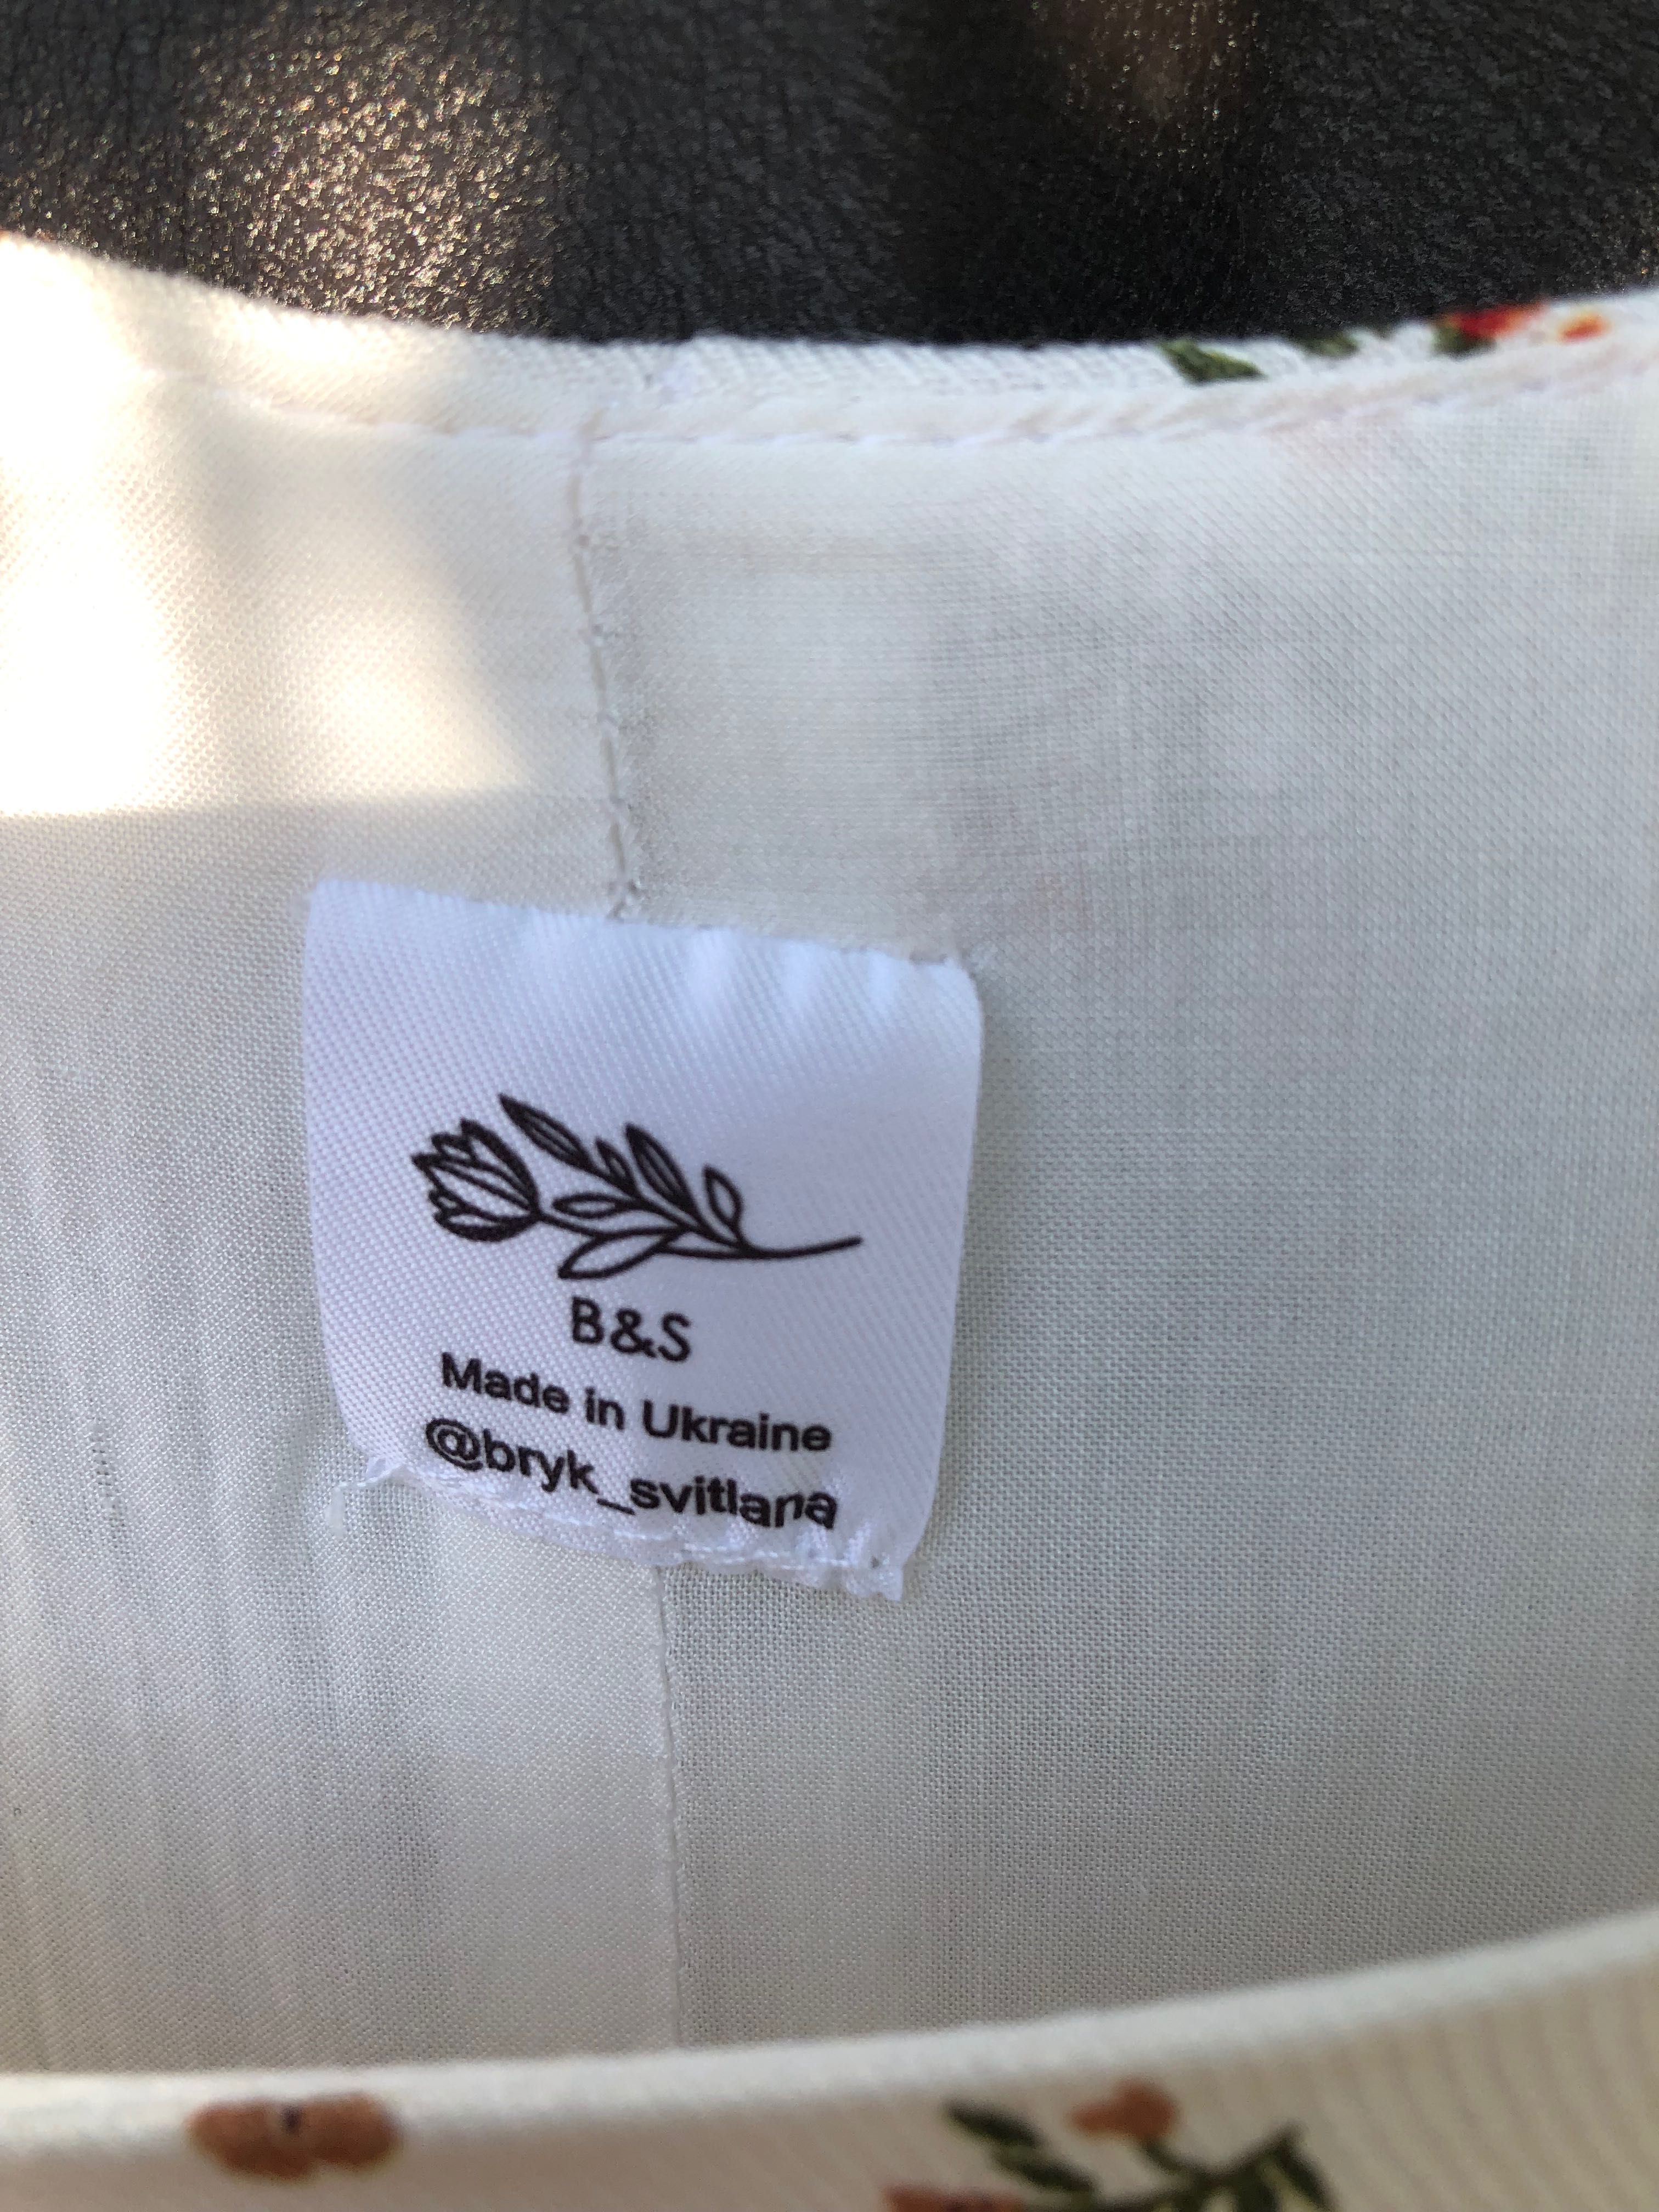 B&S
Made in Ukraine
@bryk_svitlana